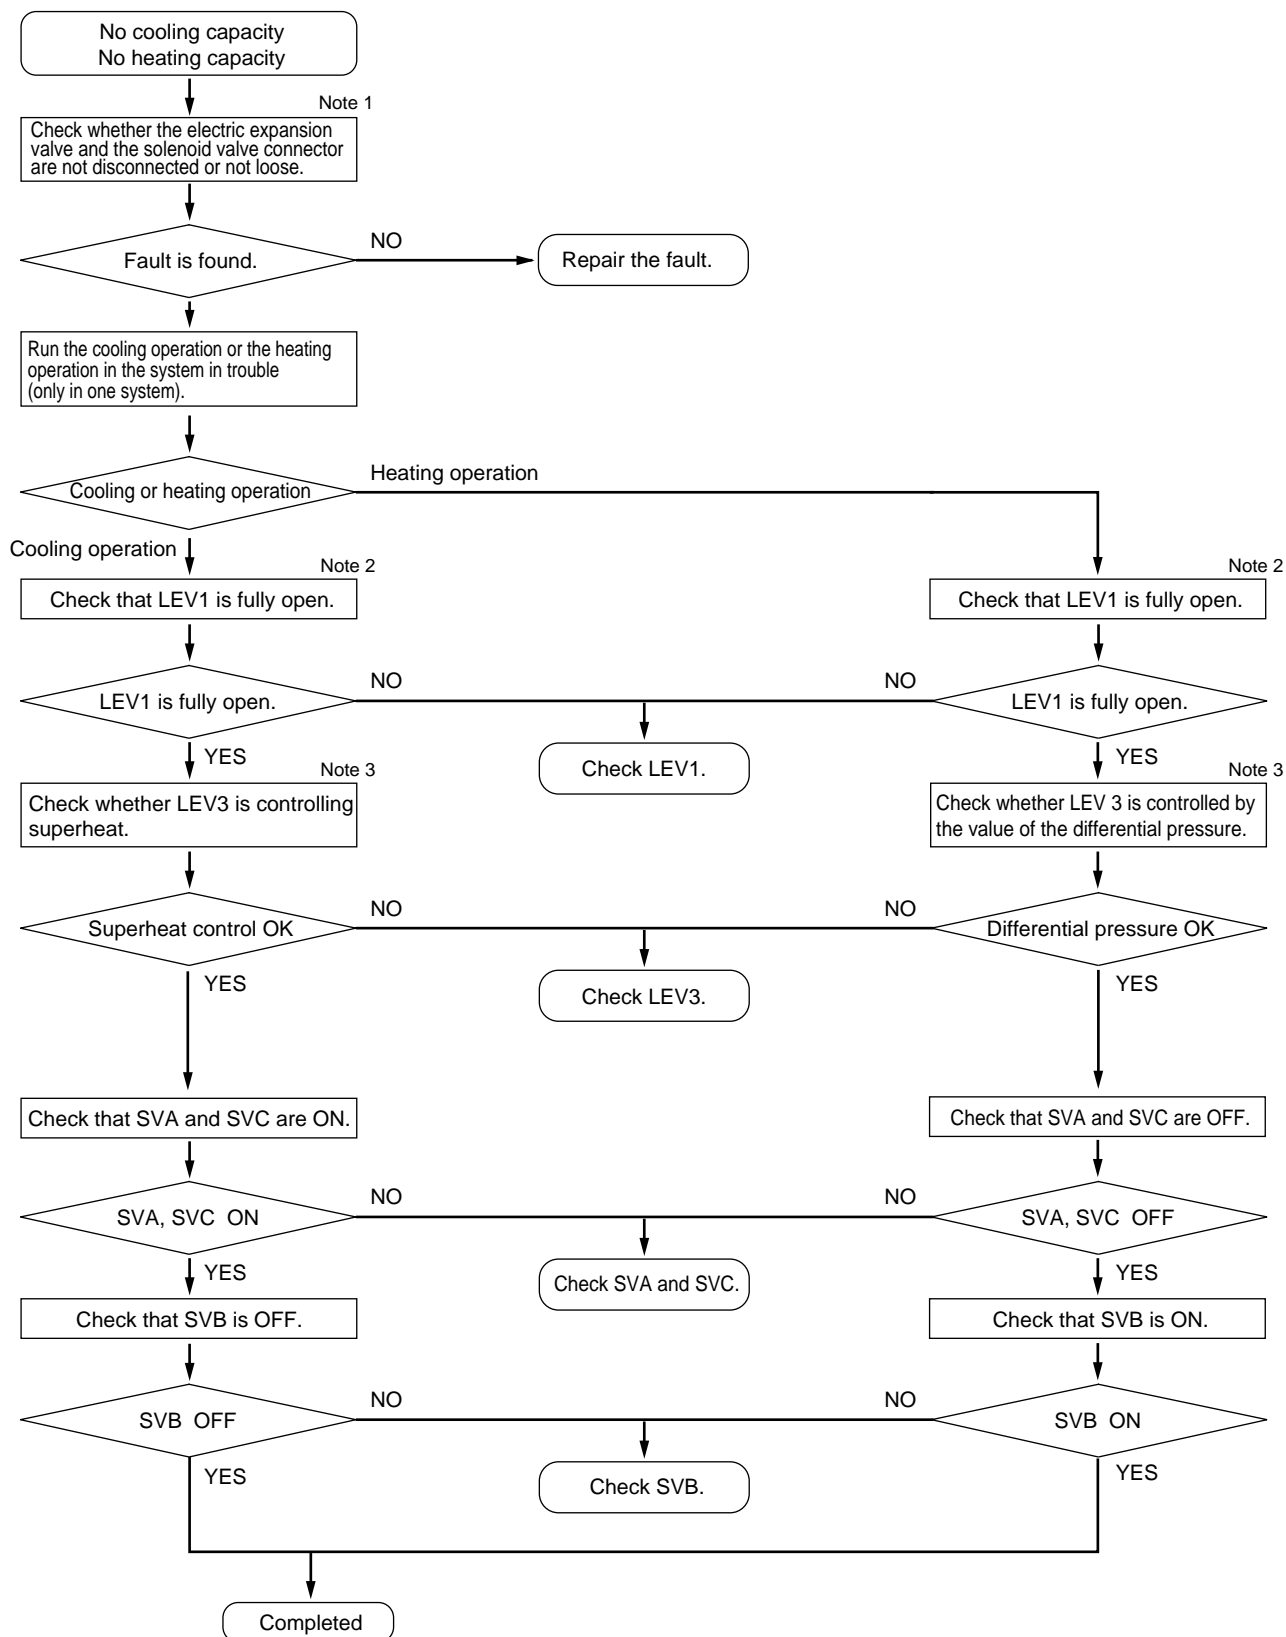 No cooling capacity
No heating capacity
Note 1
Check whether the electric expansion
valve and the solenoid valve connector
are not disconnected or not loose.
Fault is found.
NO
Repair the fault.
Run the cooling operation or the heating
operation in the system in trouble
(only in one system).
Cooling or heating operation
Heating operation
Cooling operation
Note 2
Check that LEV1 is fully open.
Note 2
Check that LEV1 is fully open.
LEV1 is fully open.
NO
NO
LEV1 is fully open.
YES
Check LEV1.
YES
Note 3
Check whether LEV3 is controlling
superheat.
Note 3
Check whether LEV 3 is controlled by
the value of the differential pressure.
Superheat control OK
NO
NO
Differential pressure OK
YES
Check LEV3.
YES
Check that SVA and SVC are ON.
Check that SVA and SVC are OFF.
SVA, SVC ON
NO
NO
SVA, SVC OFF
YES
Check SVA and SVC.
YES
Check that SVB is OFF.
Check that SVB is ON.
SVB OFF
NO
NO
SVB ON
YES
Check SVB.
YES
Completed